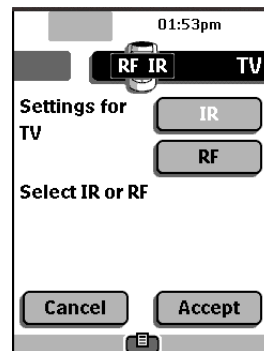 01:53pm
RF IR TV
Settings for
TV
IR
RF
Select IR or RF
Cancel Accept